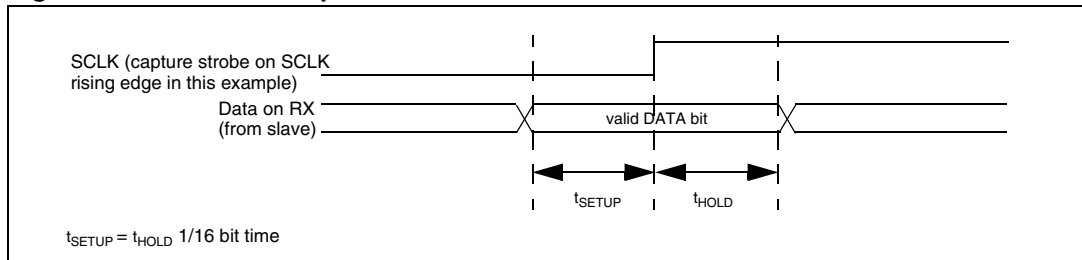 SCLK (capture strobe on SCLK
rising edge in this example)
Data on RX
(from slave)
valid DATA bit
tSETUP
tHOLD
tSETUP = tHOLD 1/16 bit time